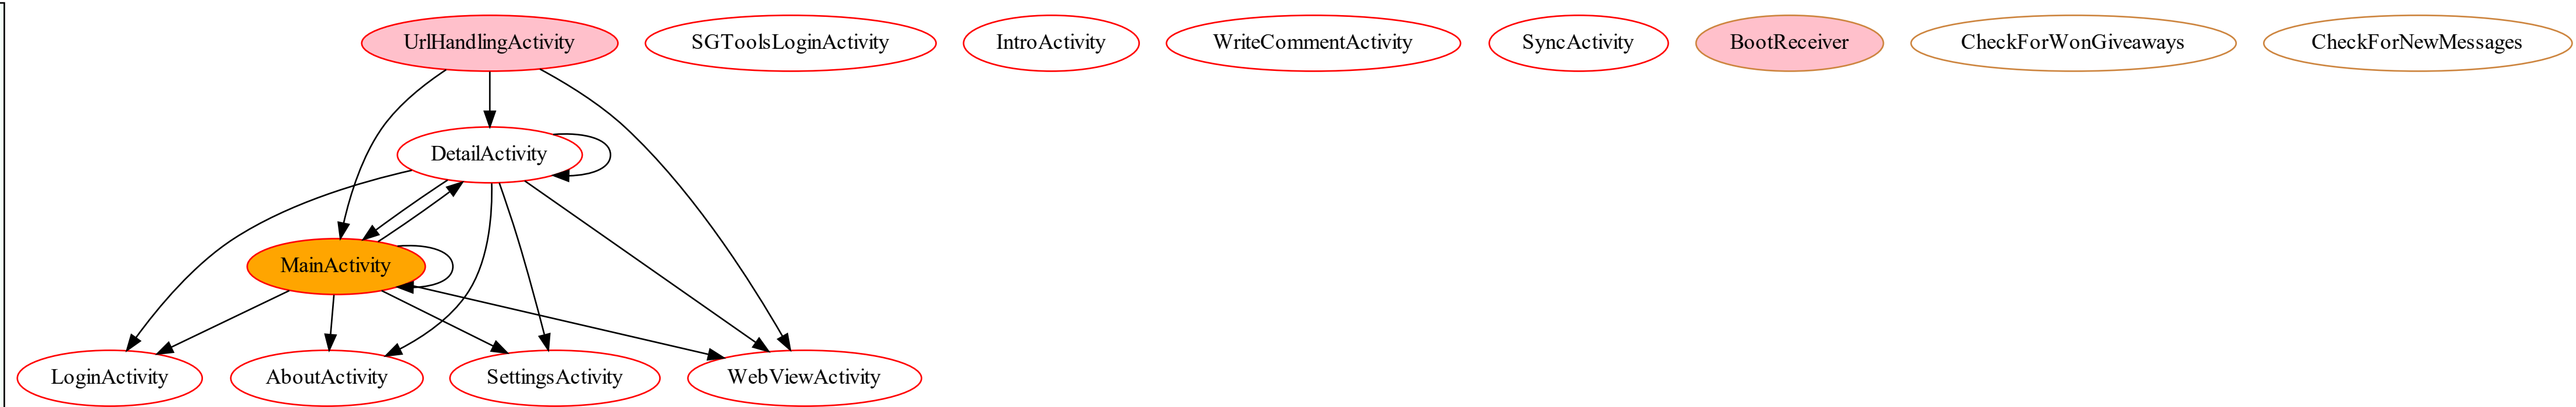 UrlHandlingActivity
SGToolsLoginActivity
IntroActivity
WriteCommentActivity
SyncActivity
BootReceiver
CheckForWonGiveaways
CheckForNewMessages
DetailActivity
MainActivity
LoginActivity
AboutActivity
SettingsActivity
WebViewActivity